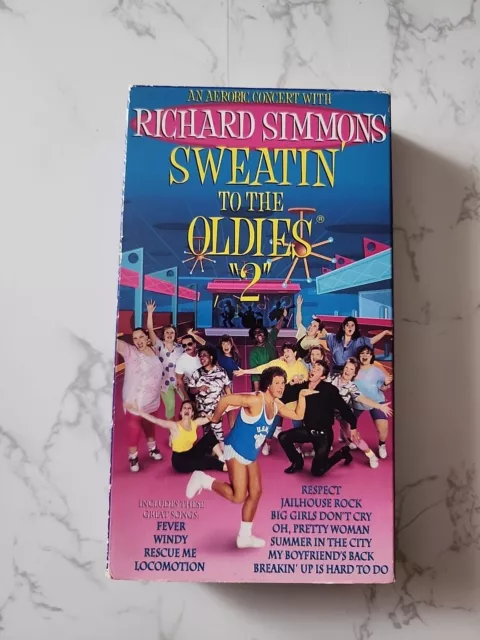 AN AEROBIC CONCERT WITH
RICHARD SIMMONS
SWEATIN'
TO THE
OLDIES®
"2"
INCLUDES THESE
GREAT SONGS:
FEVER
WINDY
RESCUE ME
LOCOMOTION
RESPECT
JAILHOUSE ROCK
BIG GIRLS DON'T CRY
OH, PRETTY WOMAN
SUMMER IN THE CITY
MY BOYFRIEND'S BACK
BREAKIN' UP IS HARD TO DO